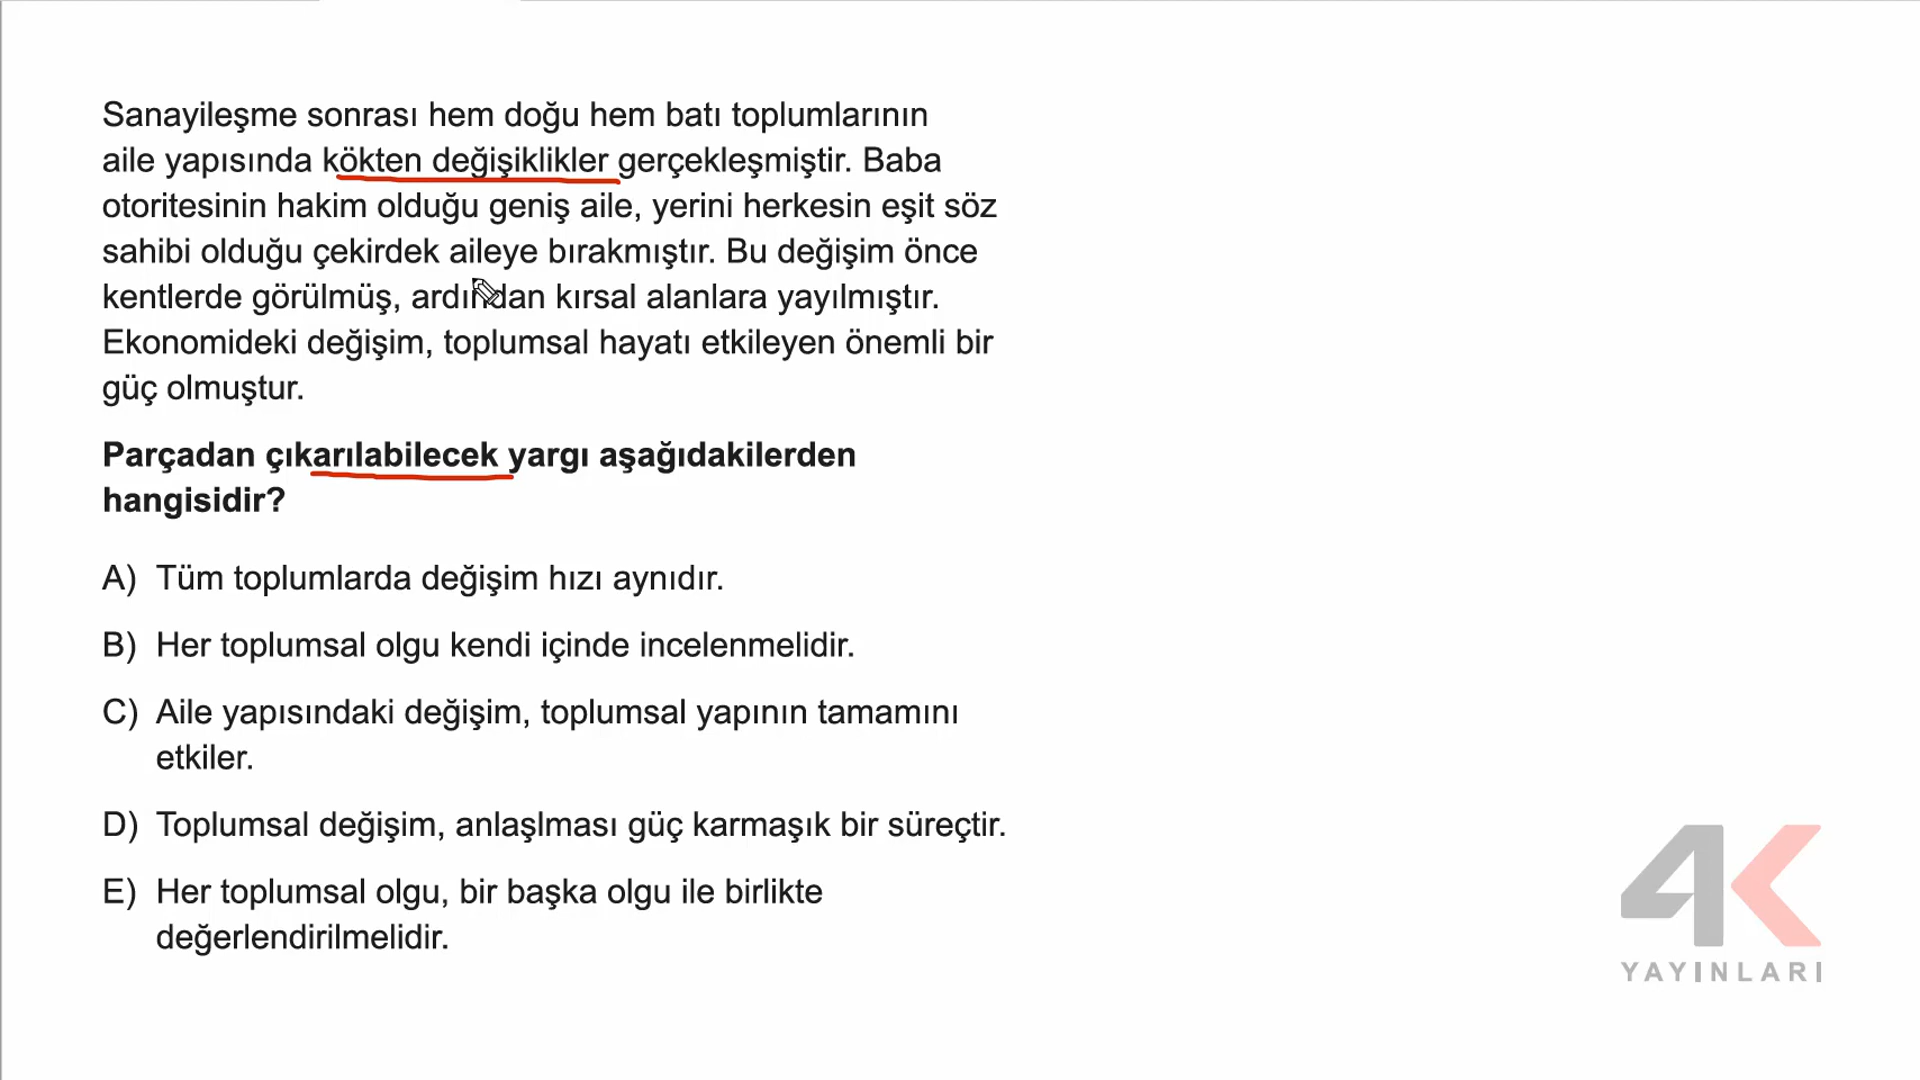 Sanayileşme sonrası hem doğu hem batı toplumlarının
aile yapısında kökten değişiklikler gerçekleşmiştir. Baba
otoritesinin hakim olduğu geniş aile, yerini herkesin eşit söz
sahibi olduğu çekirdek aileye bırakmıştır. Bu değişim önce
kentlerde görülmüş, ardından kırsal alanlara yayılmıştır.
Ekonomideki değişim, toplumsal hayatı etkileyen önemli bir
güç olmuştur.
Parçadan çıkarılabilecek yargı aşağıdakilerden
hangisidir?
A) Tüm toplumlarda değişim hızı aynıdır.
B) Her toplumsal olgu kendi içinde incelenmelidir.
C) Aile yapısındaki değişim, toplumsal yapının tamamını
etkiler.
D) Toplumsal değişim, anlaşlması güç karmaşık bir süreçtir.
E) Her toplumsal olgu, bir başka olgu ile birlikte
değerlendirilmelidir.
4K
YAYINLARI